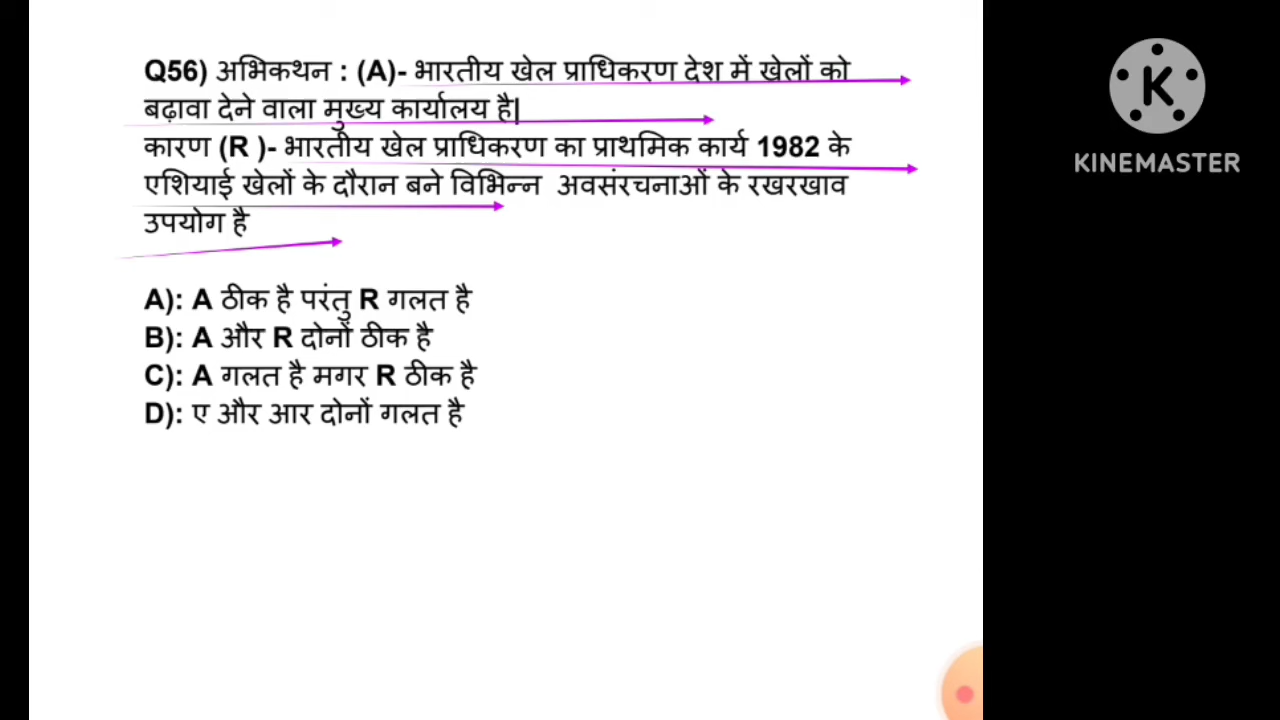 Q56) अभिकथन : (A)- भारतीय खेल प्राधिकरण देश में खेलों को
बढ़ावा देने वाला मुख्य कार्यालय है|
कारण (R )- भारतीय खेल प्राधिकरण का प्राथमिक कार्य 1982 के
एशियाई खेलों के दौरान बने विभिन्न अवसंरचनाओं के रखरखाव
उपयोग है
A): A ठीक है परंतु R गलत है
B): A और R दोनों ठीक है
C): A गलत है मगर R ठीक है
D): ए और आर दोनों गलत है
K
KINEMASTER